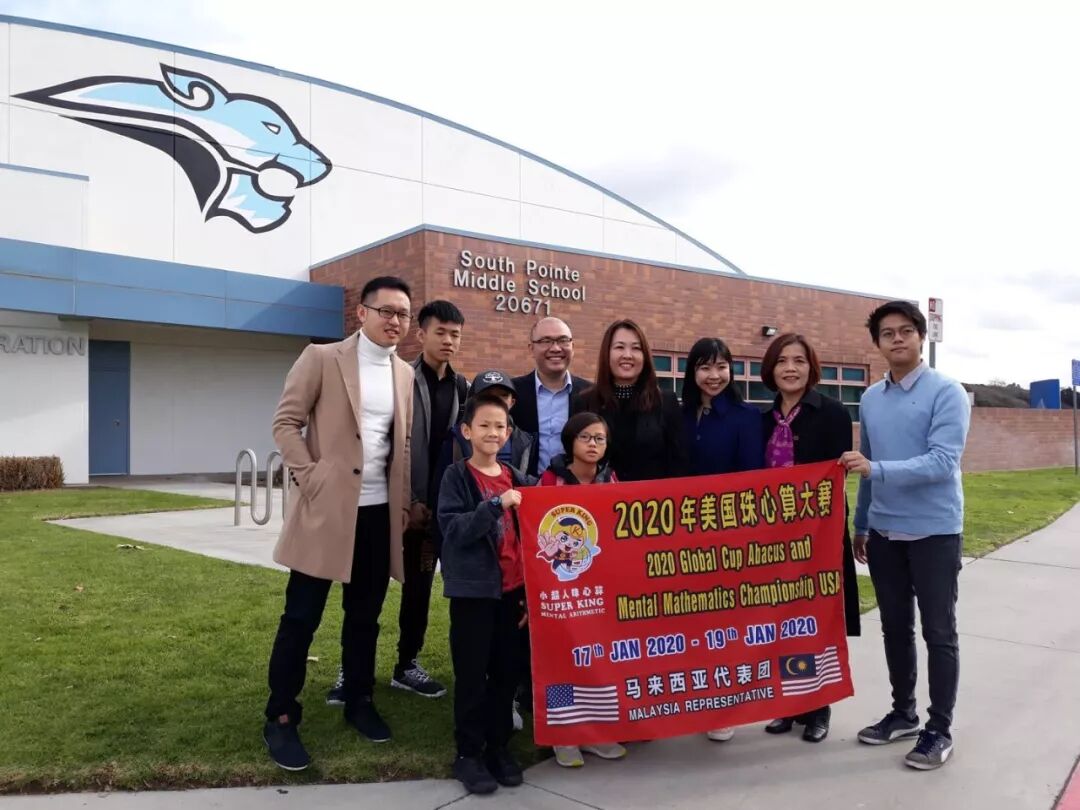 South Pointe
Middle School
20671
RATION
SUPER KING
小超人珠心算
SUPER KING
MENTAL ARITHMETIC
2020年美国珠心算大赛
2020 Global Cup Abacus and
Mental Mathematics Championship USA
17th JAN 2020 - 19th JAN 2020
马来西亚代表团
MALAYSIA REPRESENTATIVE